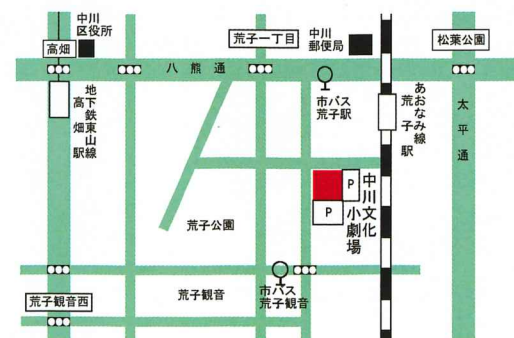 中川
区役所
高畑
荒子一丁目
中川
郵便局
松葉公園
八熊通
市バス
荒子駅
地下鉄東山線
高畑駅
あおなみ線
荒子駅
太平通
P
P
中川文化
小劇場
荒子公園
荒子観音
市バス
荒子観音
荒子観音西